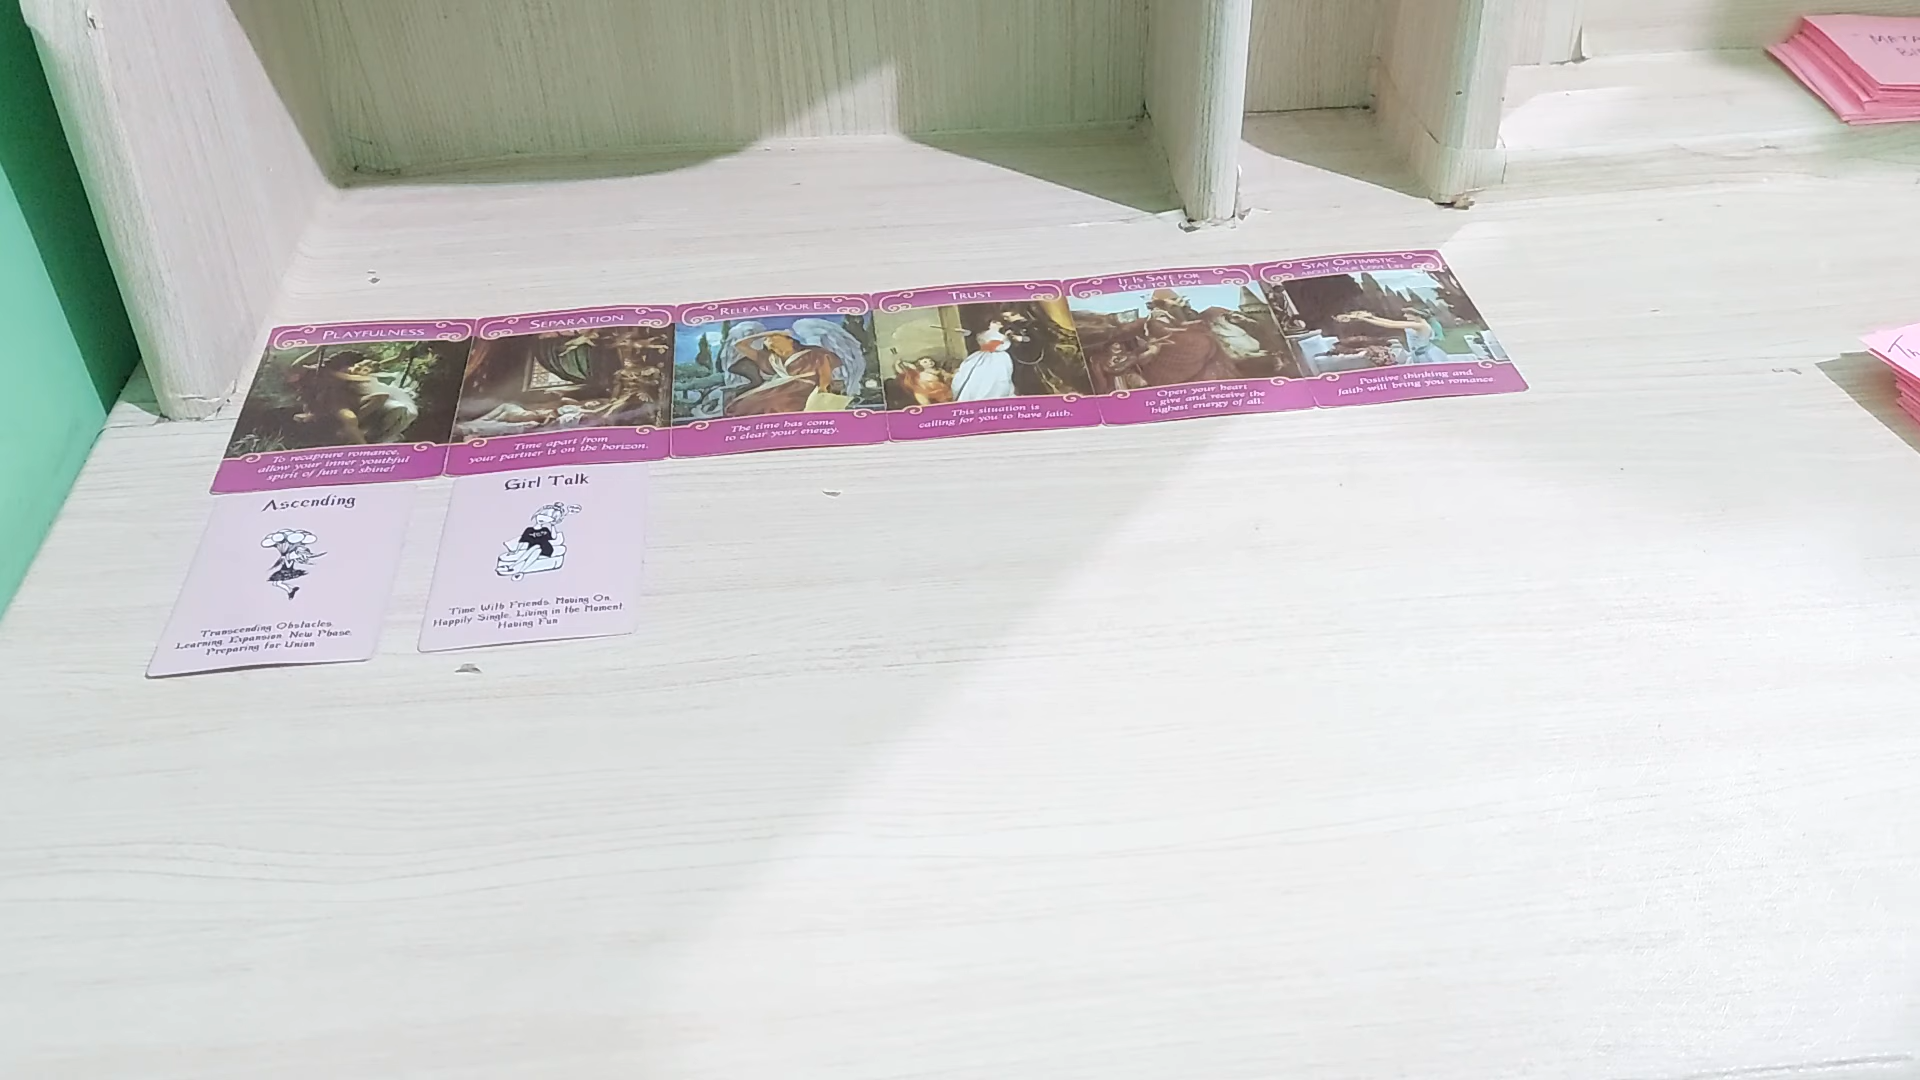 PLAYFULNESS
To recapture romance,
allow your inner youthful
spirit of fun to shine!
SEPARATION
Time apart from
your partner is on the horizon.
RELEASE YOUR EX
The time has come
to clear your energy.
TRUST
This situation is
calling for you to have faith.
IT IS SAFE FOR
YOU TO LOVE
Open your heart
to give and receive the
highest energy of all.
STAY OPTIMISTIC
ABOUT YOUR LOVE LIFE
Positive thinking and
faith will bring you romance.
Ascending
Transcending Obstacles,
Learning, Expansion, New Phase,
Preparing for Union
Girl Talk
Time With Friends, Moving On,
Happily Single, Living in the Moment,
Having Fun